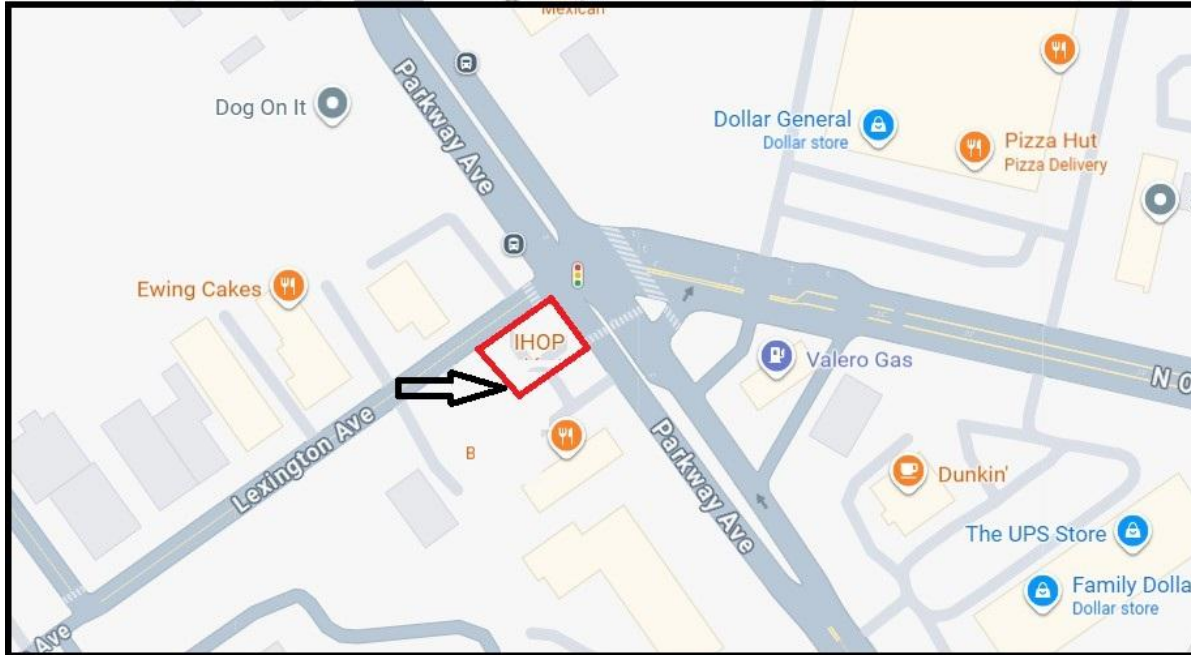 Mexican
Parkway Ave
Dog On It
Dollar General
Dollar store
Pizza Hut
Pizza Delivery
Ewing Cakes
IHOP
Valero Gas
NO
Lexington Ave
B
Parkway Ave
Dunkin'
The UPS Store
Family Dolla
Dollar store
Ave